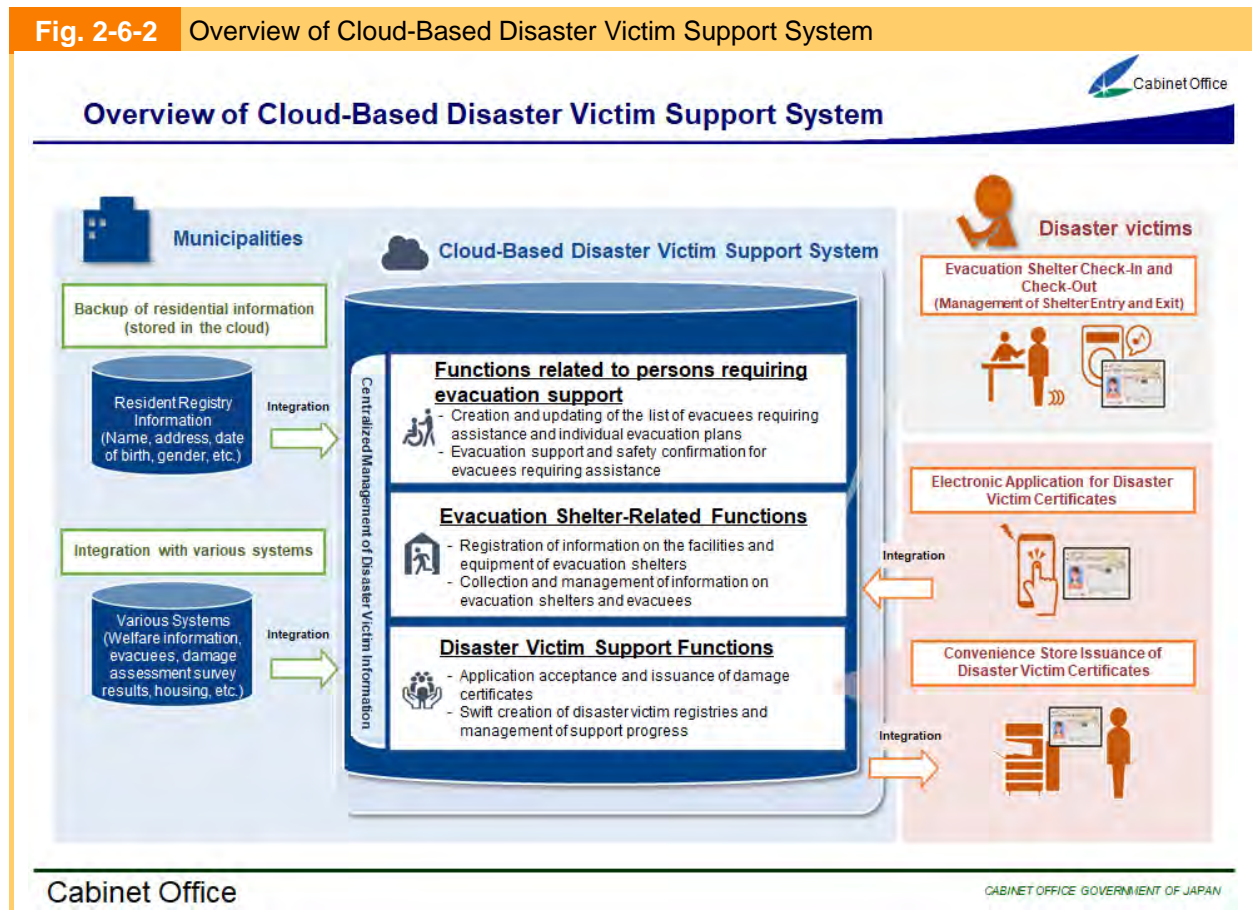 Fig. 2-6-2 Overview of Cloud-Based Disaster Victim Support System
Cabinet Office
Overview of Cloud-Based Disaster Victim Support System
Municipalities
Backup of residential information
(stored in the cloud)
Resident Registry
Information
(Name, address, date
of birth, gender, etc.)
Integration
Integration with various systems
Various Systems
(Welfare information,
evacuees, damage
assessment survey
results, housing, etc.)
Integration
Cloud-Based Disaster Victim Support System
Centralized Management of Disaster Victim Information
Functions related to persons requiring
evacuation support
- Creation and updating of the list of evacuees requiring
assistance and individual evacuation plans
- Evacuation support and safety confirmation for
evacuees requiring assistance
Evacuation Shelter-Related Functions
- Registration of information on the facilities and
equipment of evacuation shelters
- Collection and management of information on
evacuation shelters and evacuees
Disaster Victim Support Functions
- Application acceptance and issuance of damage
certificates
- Swift creation of disaster victim registries and
management of support progress
Disaster victims
Evacuation Shelter Check-In and
Check-Out
(Management of Shelter Entry and Exit)
Electronic Application for Disaster
Victim Certificates
Integration
Convenience Store Issuance of
Disaster Victim Certificates
Integration
Cabinet Office
CABINET OFFICE GOVERNMENT OF JAPAN